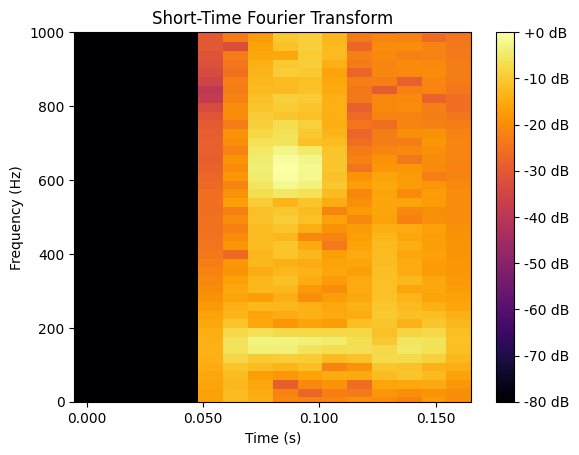 Short-Time Fourier Transform
1000
800
600
400
200
0
Frequency (Hz)
0.000
0.050
0.100
0.150
Time (s)
+0 dB
-10 dB
-20 dB
-30 dB
-40 dB
-50 dB
-60 dB
-70 dB
-80 dB